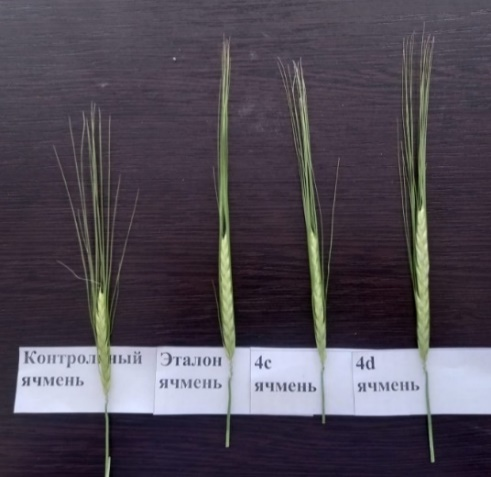 Контрольный
ячмень
Эталон
ячмень
4c
ячмень
4d
ячмень